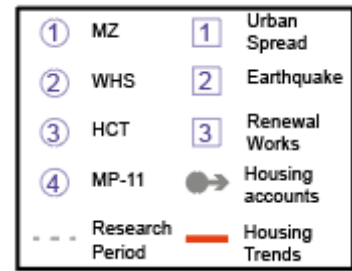 1 MZ
1 Urban
Spread
2 WHS
2 Earthquake
3 HCT
3 Renewal
Works
4 MP-11
Housing
accounts
Research
Period
Housing
Trends